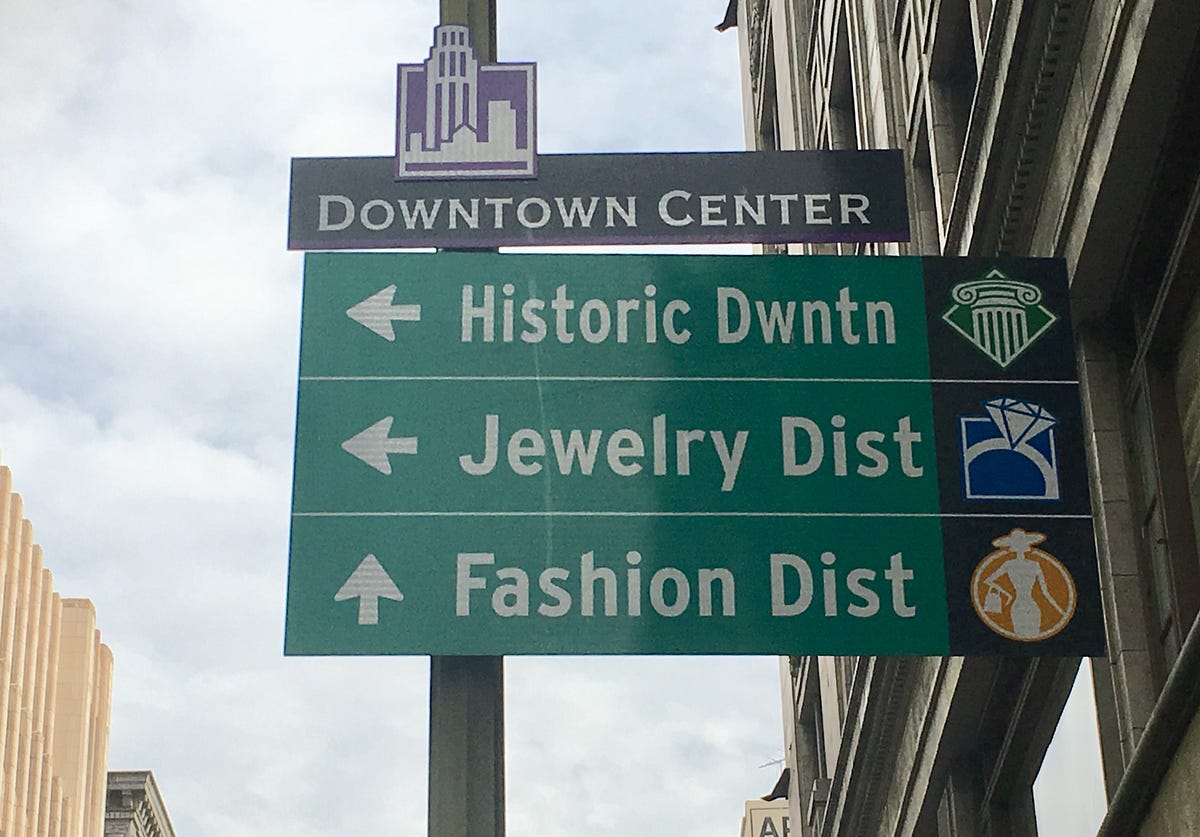 Downtown Center
Historic Dwntn
Jewelry Dist
Fashion Dist